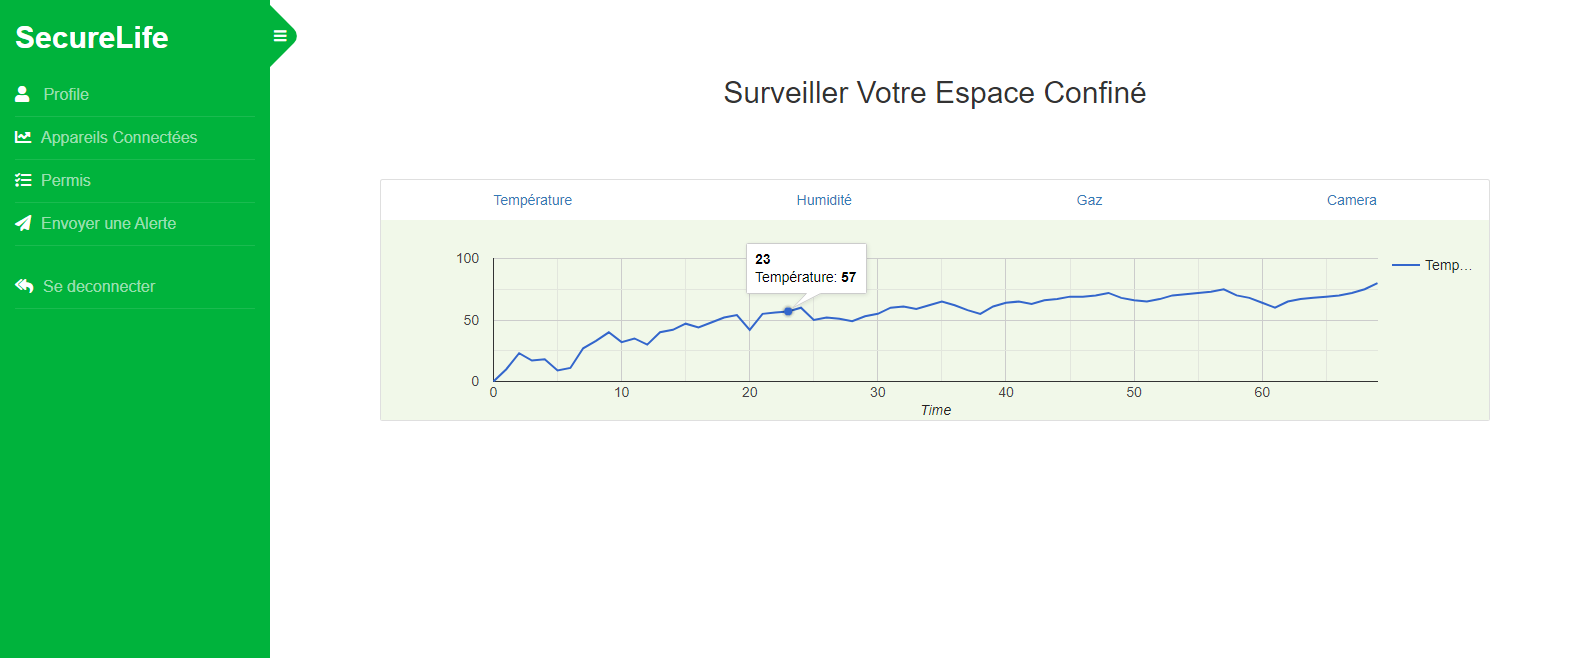 SecureLife
Profile
Appareils Connectées
Permis
Envoyer une Alerte
Se deconnecter
Surveiller Votre Espace Confiné
Température Humidité Gaz Camera
23
Température: 57
Temp...
100
50
0
0 10 20 30 40 50 60
Time